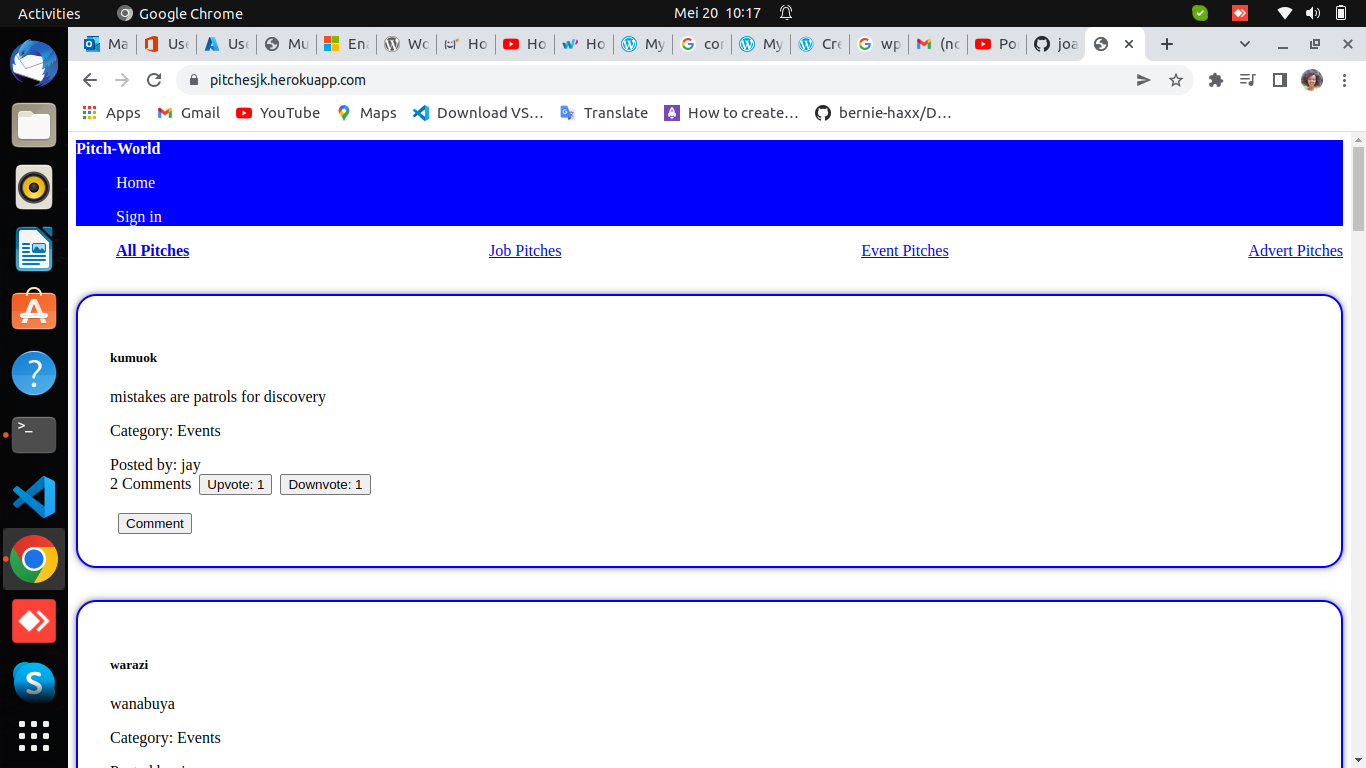 Activities Google Chrome Mei 20 10:17
Ma Use Use Mu Ena Wo Ho Ho Ho My cor My Cre wp (no Po joa
pitchesjk.herokuapp.com
Apps Gmail YouTube Maps Download VS… Translate How to create… bernie-haxx/D…
Pitch-World
Home
Sign in
All Pitches Job Pitches Event Pitches Advert Pitches
kumuok
mistakes are patrols for discovery
Category: Events
Posted by: jay
2 Comments Upvote: 1 Downvote: 1
Comment
warazi
wanabuya
Category: Events